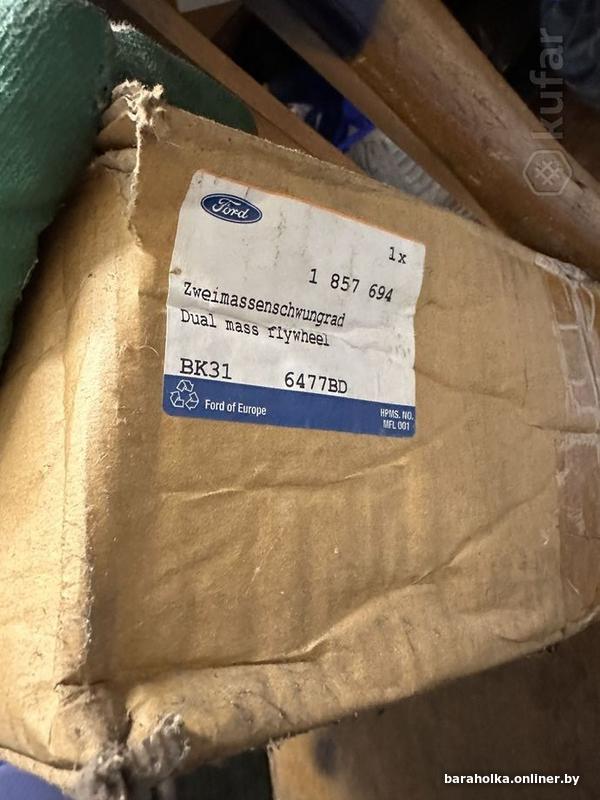 kufar
Ford
1x
1 857 694
Zweimassenschwungrad
Dual mass flywheel
BK31 6477BD
Ford of Europe
HPMS. NO.
MFL 001
baraholka.onliner.by